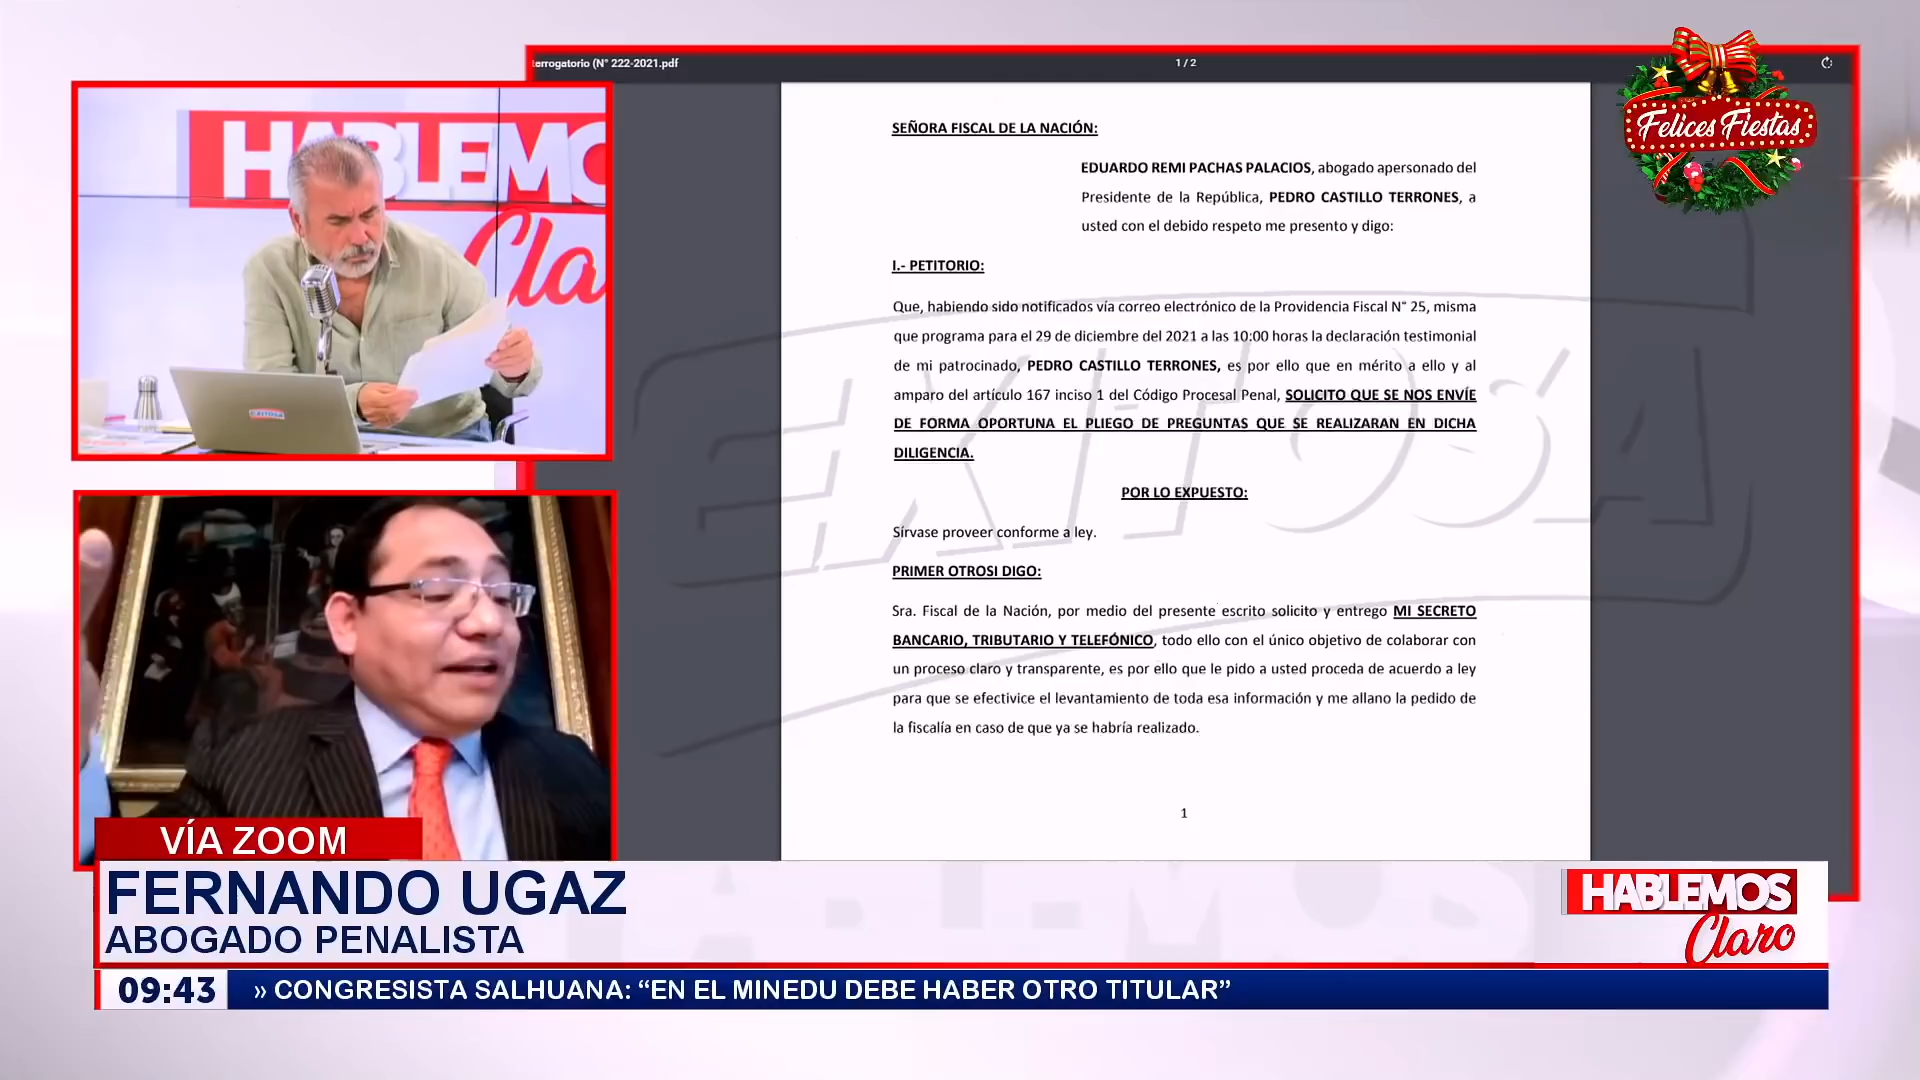 terrogatorio (N° 222-2021.pdf
1 / 2
Felices Fiestas
HABLEMO
Cla
EXITOSA
SEÑORA FISCAL DE LA NACIÓN:
EDUARDO REMI PACHAS PALACIOS, abogado apersonado del
Presidente de la República, PEDRO CASTILLO TERRONES, a
usted con el debido respeto me presento y digo:
I.- PETITORIO:
Que, habiendo sido notificados vía correo electrónico de la Providencia Fiscal N° 25, misma
que programa para el 29 de diciembre del 2021 a las 10:00 horas la declaración testimonial
de mi patrocinado, PEDRO CASTILLO TERRONES, es por ello que en mérito a ello y al
amparo del artículo 167 inciso 1 del Código Procesal Penal, SOLICITO QUE SE NOS ENVÍE
DE FORMA OPORTUNA EL PLIEGO DE PREGUNTAS QUE SE REALIZARAN EN DICHA
DILIGENCIA.
POR LO EXPUESTO:
Sírvase proveer conforme a ley.
PRIMER OTROSI DIGO:
Sra. Fiscal de la Nación, por medio del presente escrito solicito y entrego MI SECRETO
BANCARIO, TRIBUTARIO Y TELEFÓNICO, todo ello con el único objetivo de colaborar con
un proceso claro y transparente, es por ello que le pido a usted proceda de acuerdo a ley
para que se efectivice el levantamiento de toda esa información y me allano la pedido de
la fiscalía en caso de que ya se habría realizado.
1
EXITOSA
VÍA ZOOM
FERNANDO UGAZ
ABOGADO PENALISTA
HABLEMOS
Claro
09:43
» CONGRESISTA SALHUANA: “EN EL MINEDU DEBE HABER OTRO TITULAR”